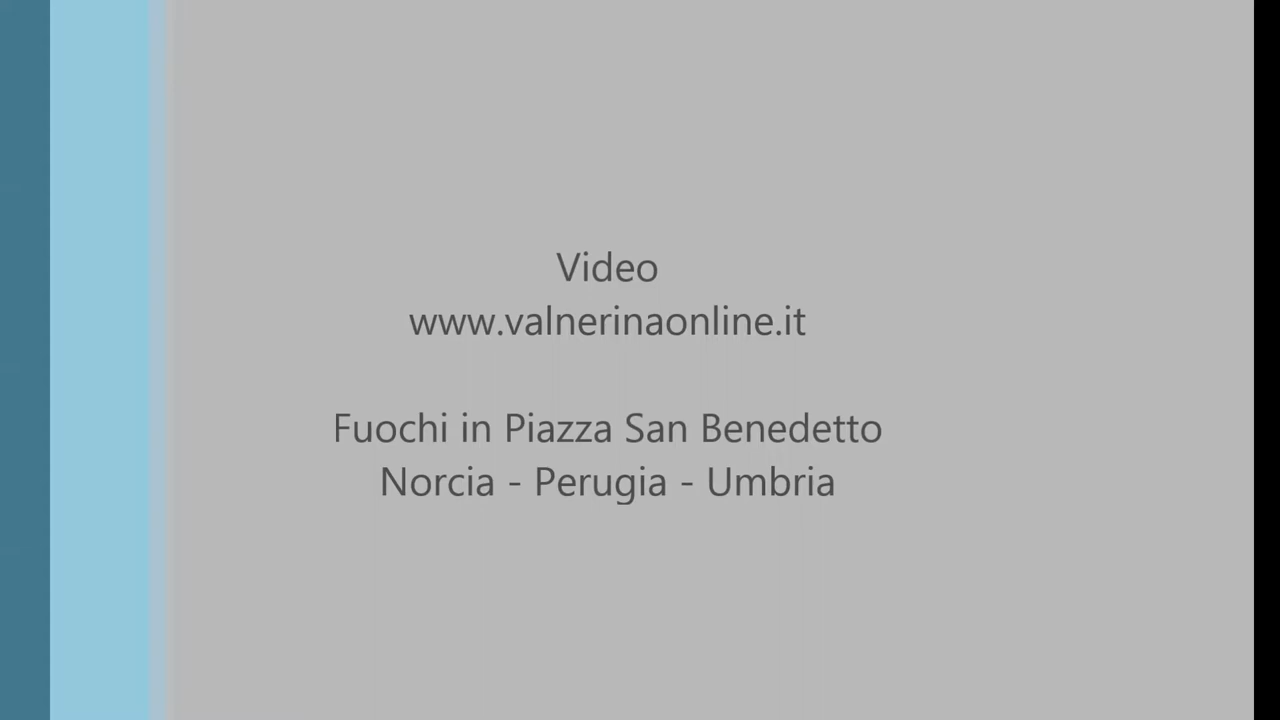 Video
www.valnerinaonline.it
Fuochi in Piazza San Benedetto
Norcia - Perugia - Umbria